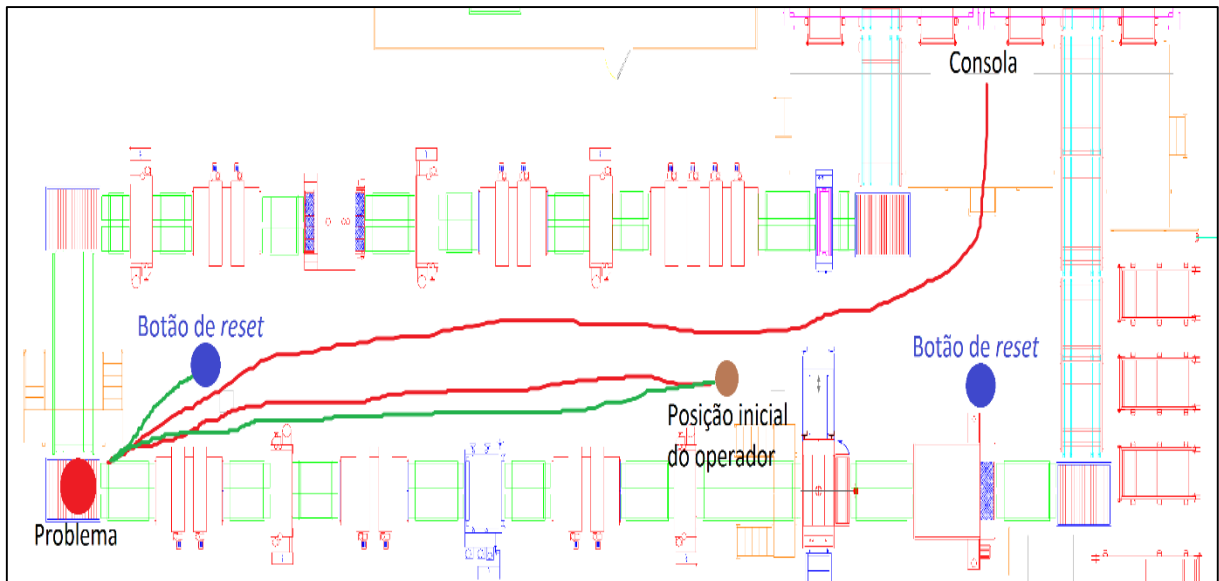 Consola
Botão de reset
Botão de reset
Posição inicial
do operador
Problema